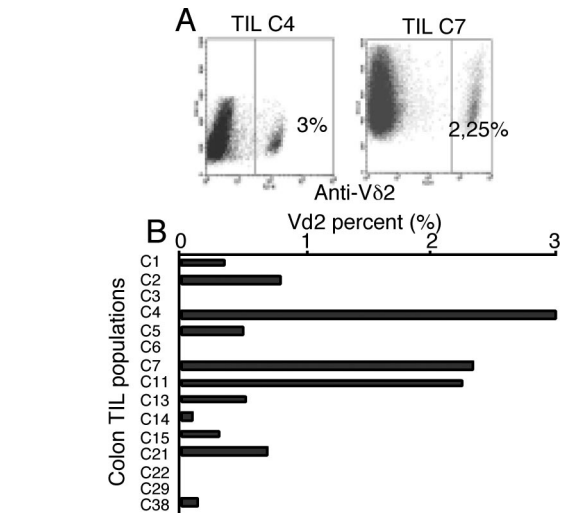 A
TIL C4
TIL C7
3%
2,25%
Anti-Vδ2
B
Vd2 percent (%)
0 1 2 3
Colon TIL populations
C1
C2
C3
C4
C5
C6
C7
C11
C13
C14
C15
C21
C22
C29
C38